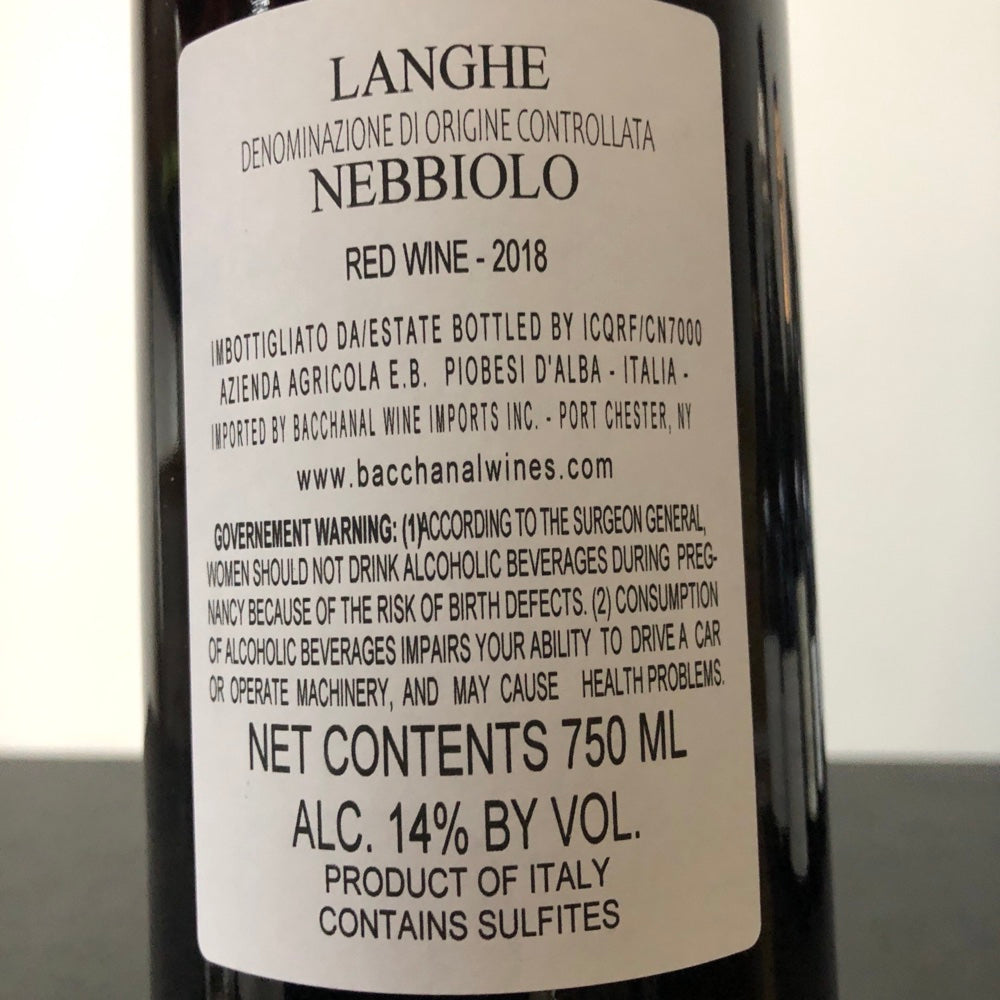 LANGHE
DENOMINAZIONE DI ORIGINE CONTROLLATA
NEBBIOLO
RED WINE - 2018
IMBOTTIGLIATO DA/ESTATE BOTTLED BY ICQRF/CN7000
AZIENDA AGRICOLA E.B. PIOBESI D'ALBA - ITALIA -
IMPORTED BY BACCHANAL WINE IMPORTS INC. - PORT CHESTER, NY
www.bacchanalwines.com
GOVERNEMENT WARNING: (1)ACCORDING TO THE SURGEON GENERAL,
WOMEN SHOULD NOT DRINK ALCOHOLIC BEVERAGES DURING PREG-
NANCY BECAUSE OF THE RISK OF BIRTH DEFECTS. (2) CONSUMPTION
OF ALCOHOLIC BEVERAGES IMPAIRS YOUR ABILITY TO DRIVE A CAR
OR OPERATE MACHINERY, AND MAY CAUSE HEALTH PROBLEMS.
NET CONTENTS 750 ML
ALC. 14% BY VOL.
PRODUCT OF ITALY
CONTAINS SULFITES